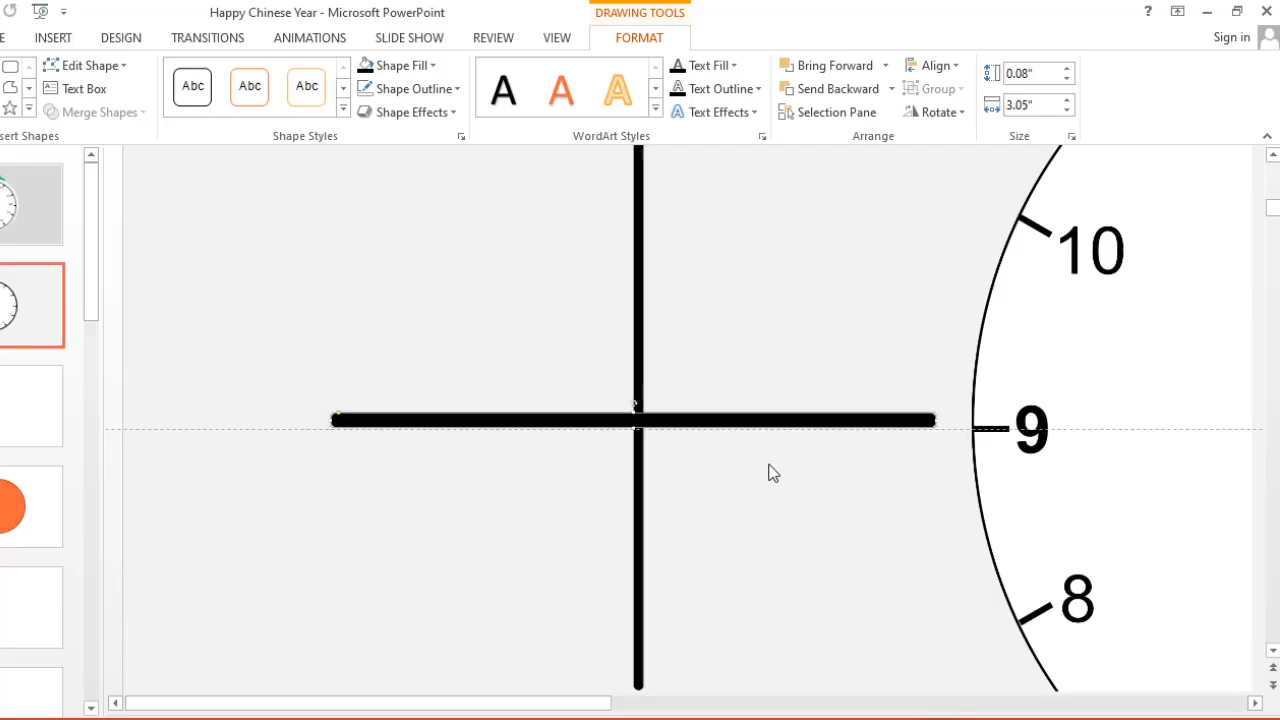 Happy Chinese Year - Microsoft PowerPoint
DRAWING TOOLS
?
E INSERT DESIGN TRANSITIONS ANIMATIONS SLIDE SHOW REVIEW VIEW FORMAT
Sign in
Edit Shape
Text Box
Merge Shapes
sert Shapes
Abc Abc Abc
Shape Fill
Shape Outline
Shape Effects
Shape Styles
A A A
Text Fill
Text Outline
Text Effects
WordArt Styles
Bring Forward
Send Backward
Selection Pane
Align
Group
Rotate
Arrange
0.08"
3.05"
Size
10
9
8